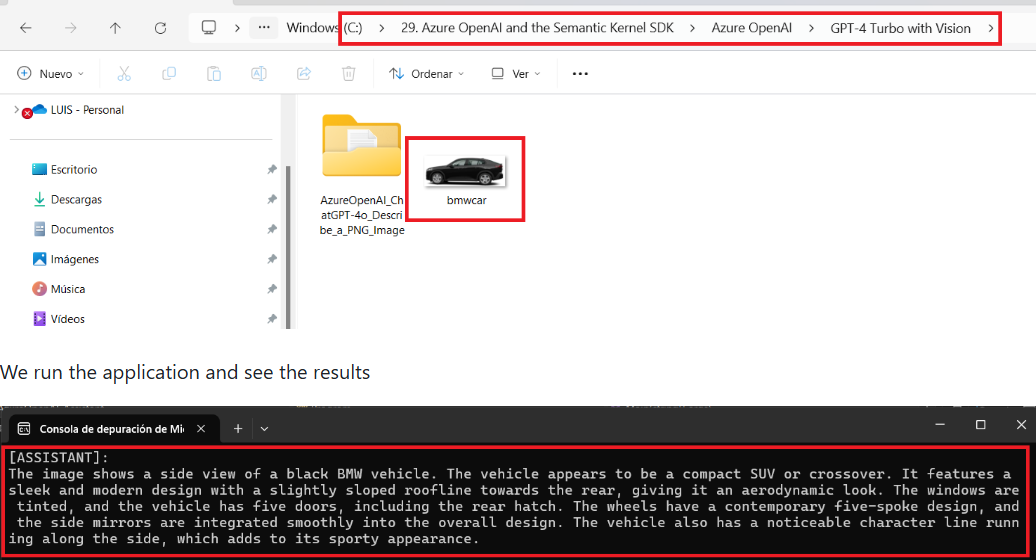 Windows (C:) > 29. Azure OpenAI and the Semantic Kernel SDK > Azure OpenAI > GPT-4 Turbo with Vision >
Nuevo Ordenar Ver
LUIS - Personal
Escritorio
Descargas
Documentos
Imágenes
Música
Vídeos
AzureOpenAI_Ch
atGPT-4o_Descri
be_a_PNG_Image
bmwcar
We run the application and see the results
Consola de depuración de Mi
[ASSISTANT]:
The image shows a side view of a black BMW vehicle. The vehicle appears to be a compact SUV or crossover. It features a
sleek and modern design with a slightly sloped roofline towards the rear, giving it an aerodynamic look. The windows are
tinted, and the vehicle has five doors, including the rear hatch. The wheels have a contemporary five-spoke design, and
the side mirrors are integrated smoothly into the overall design. The vehicle also has a noticeable character line runn
ing along the side, which adds to its sporty appearance.